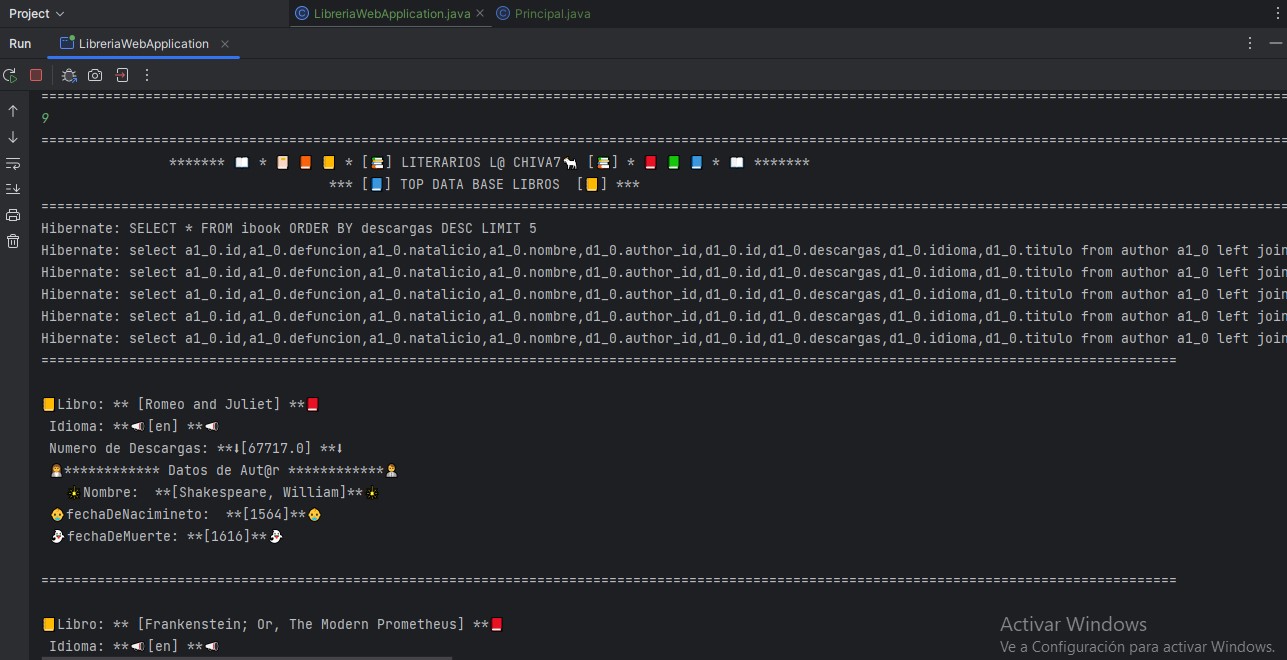 Project
LibreriaWebApplication.java
Principal.java
Run
LibreriaWebApplication
================================================================================
9
================================================================================
******* 📖 * 📔 📙 📒 * [📚] LITERARIOS L@ CHIVA7🐐 [📚] * 📕 📗 📘 * 📖 *******
*** [📘] TOP DATA BASE LIBROS [📒] ***
================================================================================
Hibernate: SELECT * FROM ibook ORDER BY descargas DESC LIMIT 5
Hibernate: select a1_0.id,a1_0.defuncion,a1_0.natalicio,a1_0.nombre,d1_0.author_id,d1_0.id,d1_0.descargas,d1_0.idioma,d1_0.titulo from author a1_0 left join
Hibernate: select a1_0.id,a1_0.defuncion,a1_0.natalicio,a1_0.nombre,d1_0.author_id,d1_0.id,d1_0.descargas,d1_0.idioma,d1_0.titulo from author a1_0 left join
Hibernate: select a1_0.id,a1_0.defuncion,a1_0.natalicio,a1_0.nombre,d1_0.author_id,d1_0.id,d1_0.descargas,d1_0.idioma,d1_0.titulo from author a1_0 left join
Hibernate: select a1_0.id,a1_0.defuncion,a1_0.natalicio,a1_0.nombre,d1_0.author_id,d1_0.id,d1_0.descargas,d1_0.idioma,d1_0.titulo from author a1_0 left join
Hibernate: select a1_0.id,a1_0.defuncion,a1_0.natalicio,a1_0.nombre,d1_0.author_id,d1_0.id,d1_0.descargas,d1_0.idioma,d1_0.titulo from author a1_0 left join
================================================================================
📒Libro: ** [Romeo and Juliet] **📕
Idioma: **📢[en] **📢
Numero de Descargas: **⬇[67717.0] **⬇
************ Datos de Aut@r ************
Nombre: **[Shakespeare, William]**
fechaDeNacimineto: **[1564]**
👻fechaDeMuerte: **[1616]**👻
================================================================================
📒Libro: ** [Frankenstein; Or, The Modern Prometheus] **📕
Idioma: **📢[en] **📢
Activar Windows
Ve a Configuración para activar Windows.